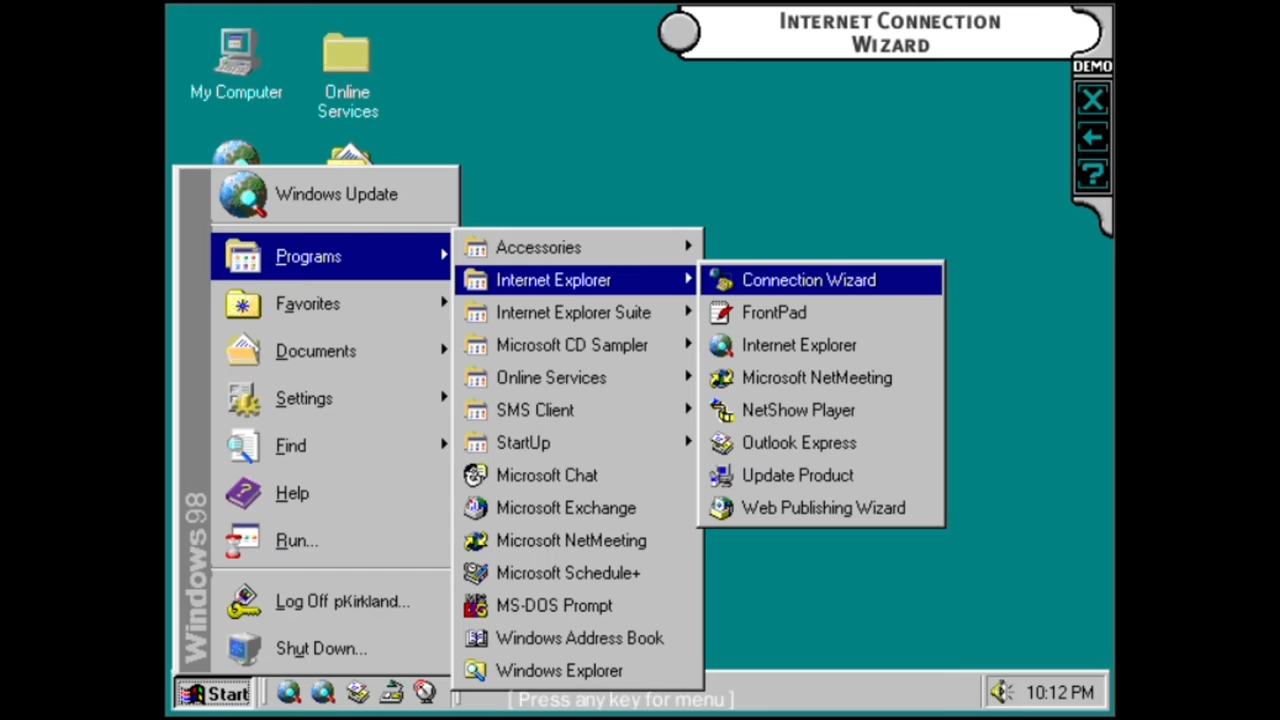 INTERNET CONNECTION
WIZARD
DEMO
My Computer
Online
Services
Windows Update
Programs
Favorites
Documents
Settings
Find
Help
Run...
Log Off pKirkland...
Shut Down...
Windows98
Accessories
Internet Explorer
Internet Explorer Suite
Microsoft CD Sampler
Online Services
SMS Client
StartUp
Microsoft Chat
Microsoft Exchange
Microsoft NetMeeting
Microsoft Schedule+
MS-DOS Prompt
Windows Address Book
Windows Explorer
Connection Wizard
FrontPad
Internet Explorer
Microsoft NetMeeting
NetShow Player
Outlook Express
Update Product
Web Publishing Wizard
Start
[ Press any key for menu ]
10:12 PM